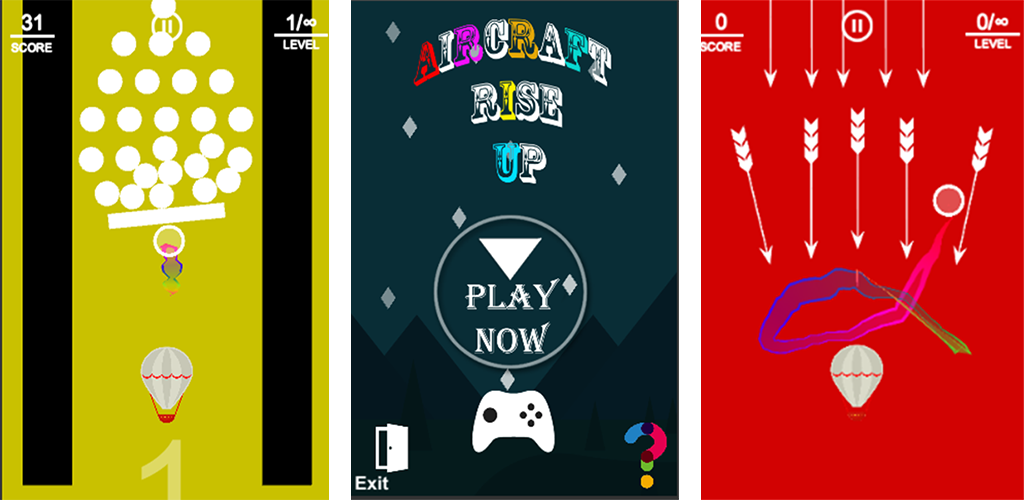 31
SCORE
1/∞
LEVEL
1
AIRCRAFT
RISE
UP
PLAY
NOW
Exit
?
0
SCORE
0/∞
LEVEL